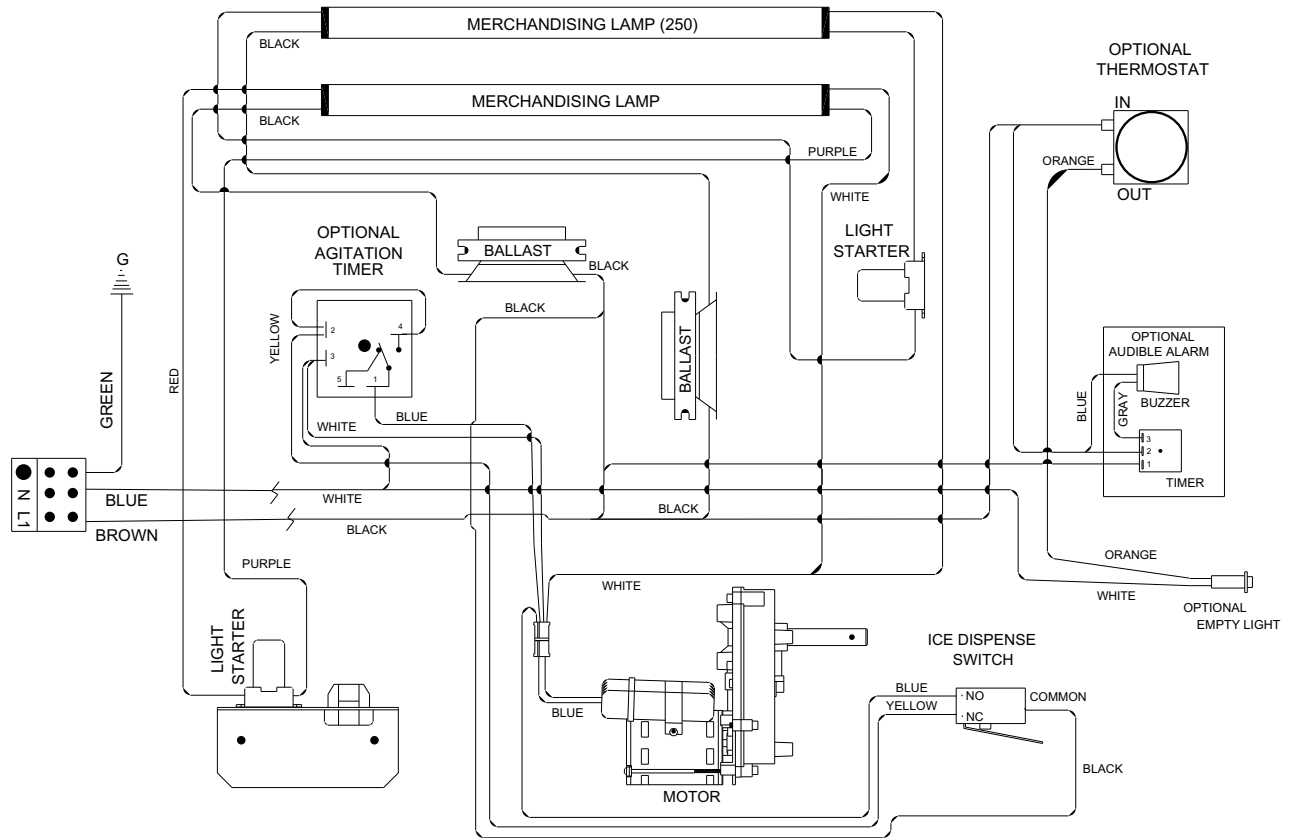 MERCHANDISING LAMP (250)
BLACK
OPTIONAL
THERMOSTAT
MERCHANDISING LAMP
BLACK
IN
PURPLE
ORANGE
WHITE
OUT
OPTIONAL
AGITATION
TIMER
LIGHT
STARTER
BALLAST
BLACK
G
BLACK
YELLOW
2
4
3
5
1
BALLAST
RED
GREEN
OPTIONAL
AUDIBLE ALARM
BLUE
GRAY
BUZZER
3
2
1
TIMER
BLUE
WHITE
N
L1
BLUE
WHITE
BLACK
BLACK
BROWN
PURPLE
ORANGE
WHITE
WHITE
OPTIONAL
EMPTY LIGHT
LIGHT
STARTER
ICE DISPENSE
SWITCH
BLUE
YELLOW
NO
NC
COMMON
BLUE
BLACK
MOTOR